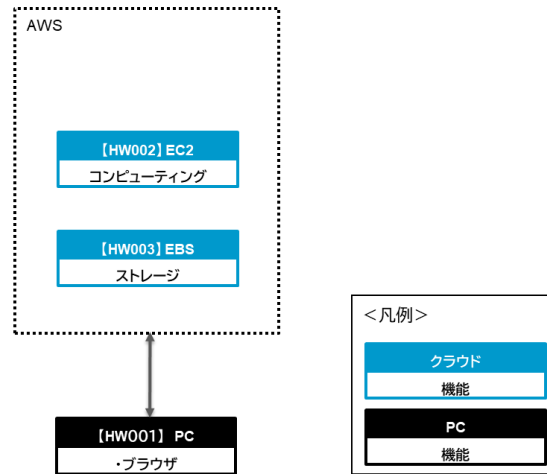 AWS
【HW002】EC2
コンピューティング
【HW003】EBS
ストレージ
【HW001】 PC
・ブラウザ
＜凡例＞
クラウド
機能
PC
機能